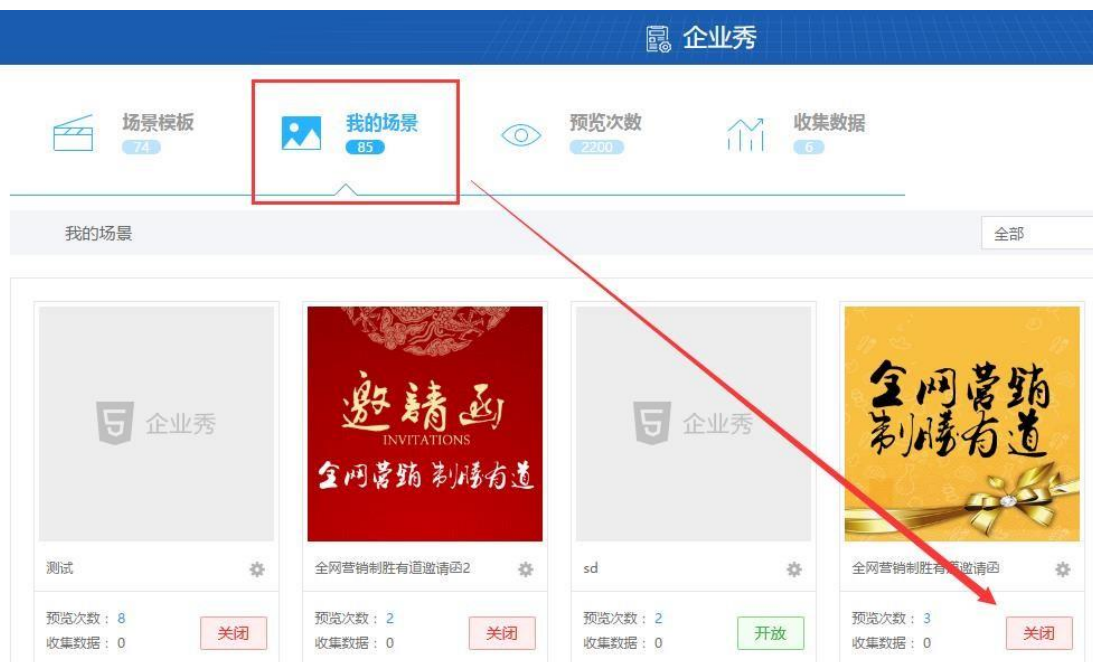 企业秀
场景模板
74
我的场景
85
预览次数
2200
收集数据
6
我的场景
全部
企业秀
邀請函
INVITATIONS
全网营销 制胜有道
企业秀
全网营销
制胜有道
测试
全网营销制胜有道邀请函2
sd
全网营销制胜有道邀请函
预览次数：8
收集数据：0
关闭
预览次数：2
收集数据：0
关闭
预览次数：2
收集数据：0
开放
预览次数：3
收集数据：0
关闭